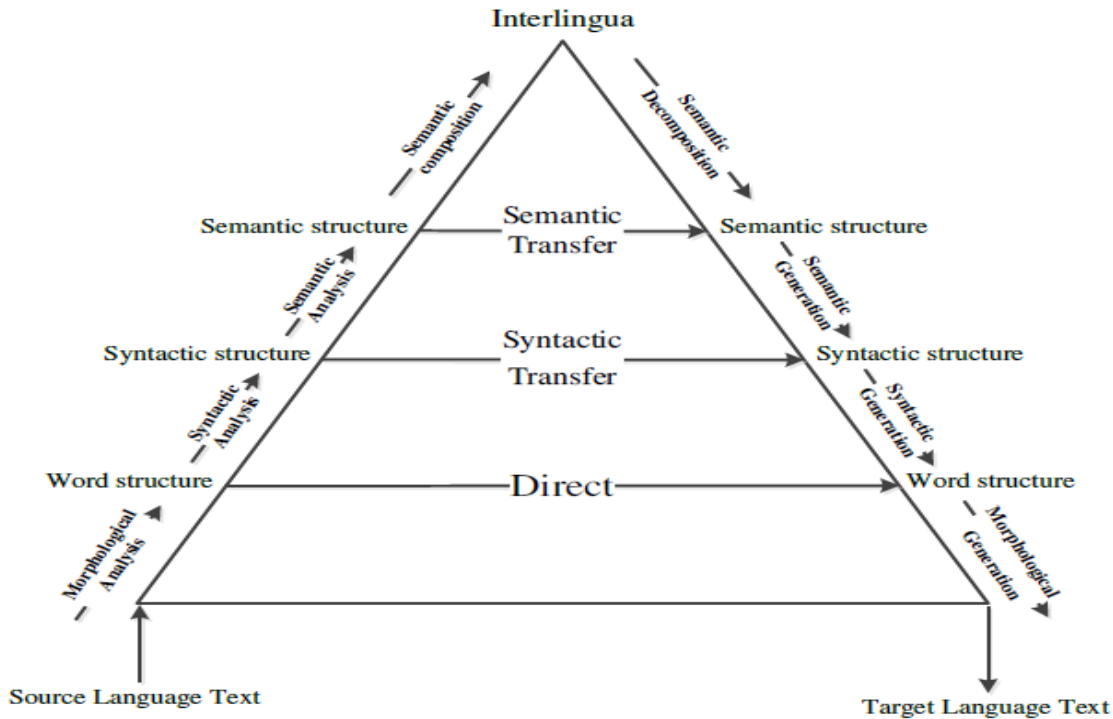 Interlingua
Semantic
composition
Semantic
Decomposition
Semantic structure
Semantic
Transfer
Semantic structure
Semantic
Analysis
Semantic
Generation
Syntactic structure
Syntactic
Transfer
Syntactic structure
Syntactic
Analysis
Syntactic
Generation
Word structure
Direct
Word structure
Morphological
Analysis
Morphological
Generation
Source Language Text
Target Language Text